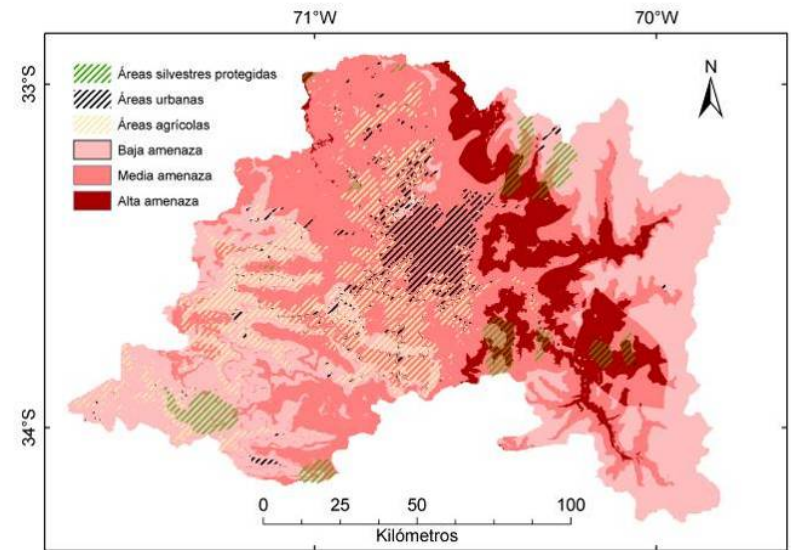 71°W
70°W
33°S
34°S
N
Áreas silvestres protegidas
Áreas urbanas
Áreas agrícolas
Baja amenaza
Media amenaza
Alta amenaza
0 25 50 100
Kilómetros